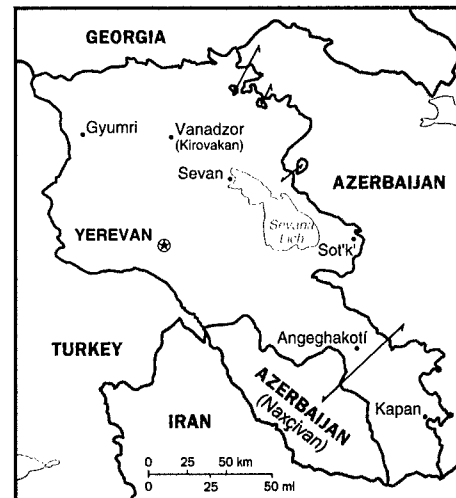 GEORGIA
Gyumri
Vanadzor
(Kirovakan)
Sevan
AZERBAIJAN
Sevana
Lich
YEREVAN
Sot'k'
TURKEY
Angeghakotí
AZERBAIJAN
(Naxçivan)
IRAN
Kapan
0 25 50 km
0 25 50 mi